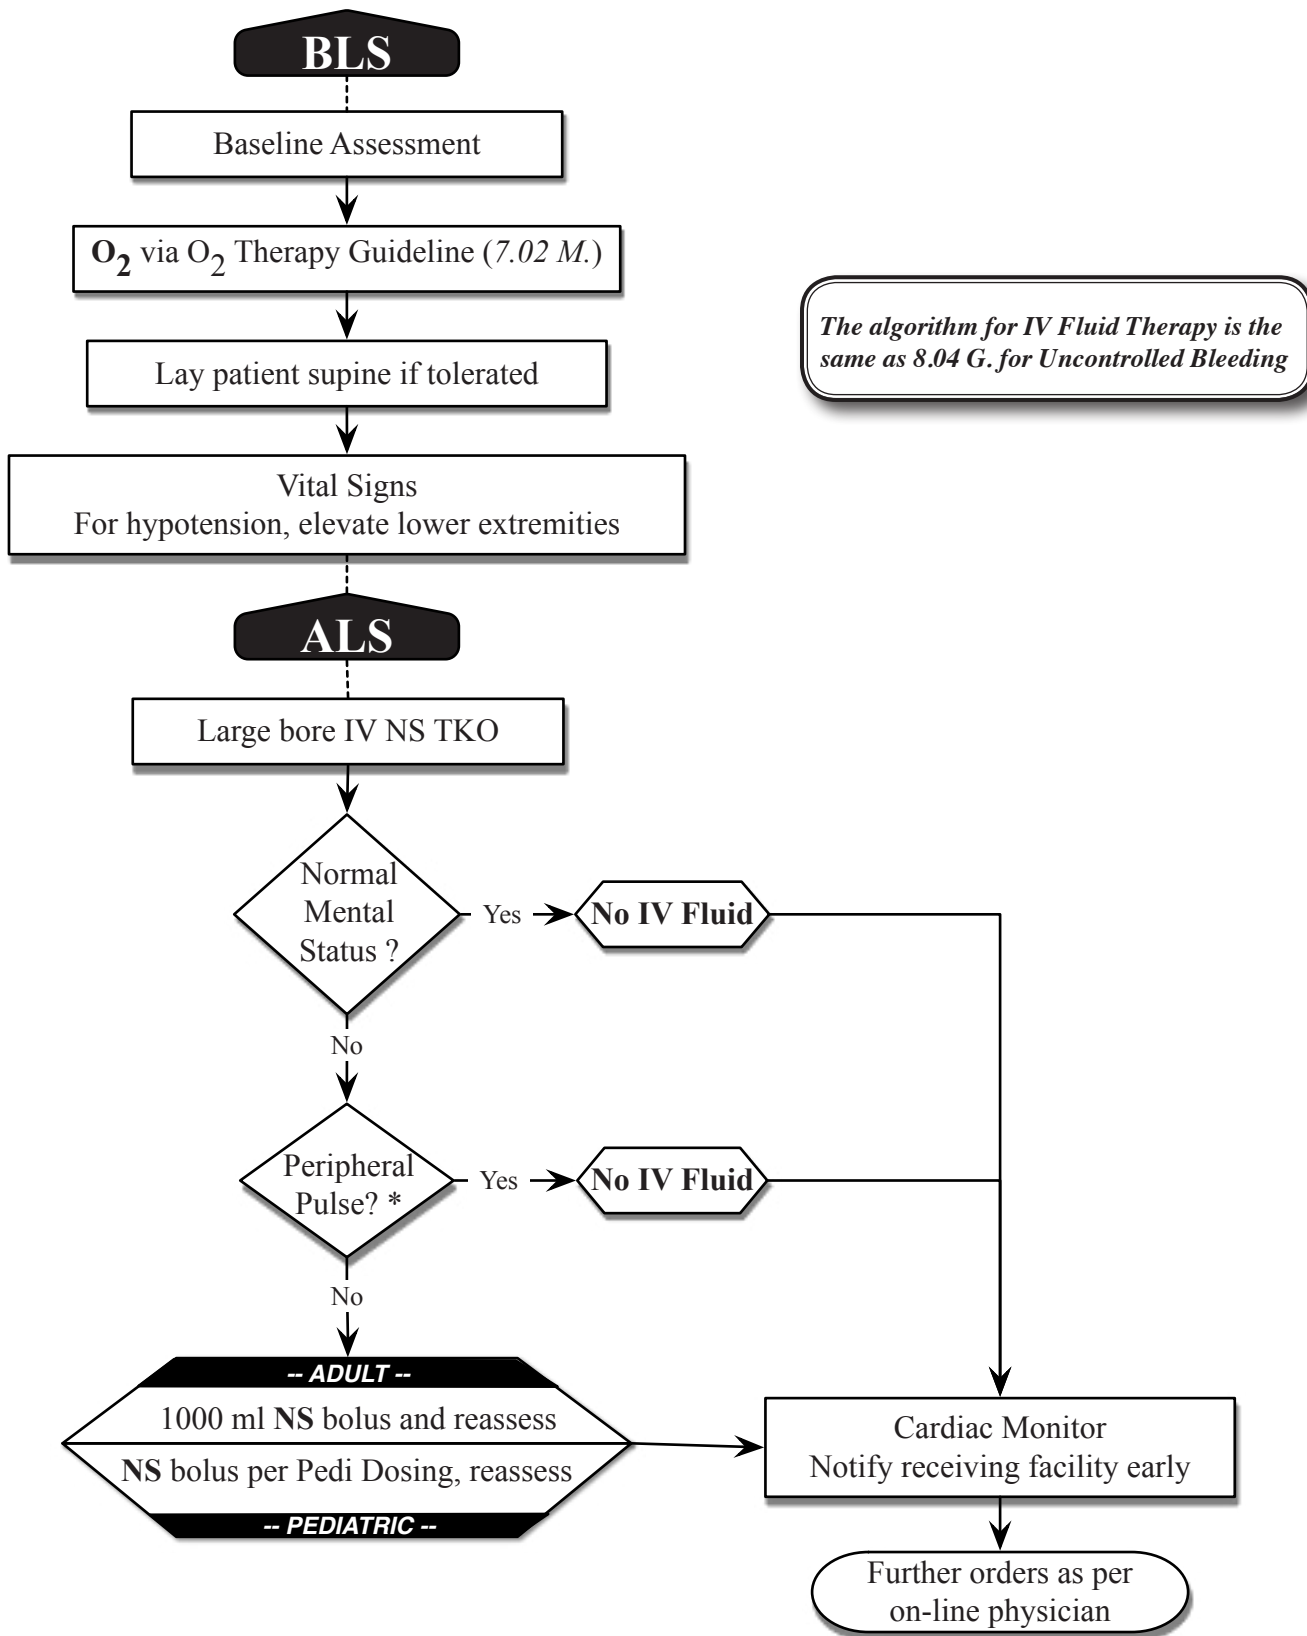 BLS
Baseline Assessment
O2 via O2 Therapy Guideline (7.02 M.)
The algorithm for IV Fluid Therapy is the
same as 8.04 G. for Uncontrolled Bleeding
Lay patient supine if tolerated
Vital Signs
For hypotension, elevate lower extremities
ALS
Large bore IV NS TKO
Normal
Mental
Status ?
Yes
No IV Fluid
No
Peripheral
Pulse? *
Yes
No IV Fluid
No
-- ADULT --
1000 ml NS bolus and reassess
NS bolus per Pedi Dosing, reassess
-- PEDIATRIC --
Cardiac Monitor
Notify receiving facility early
Further orders as per
on-line physician